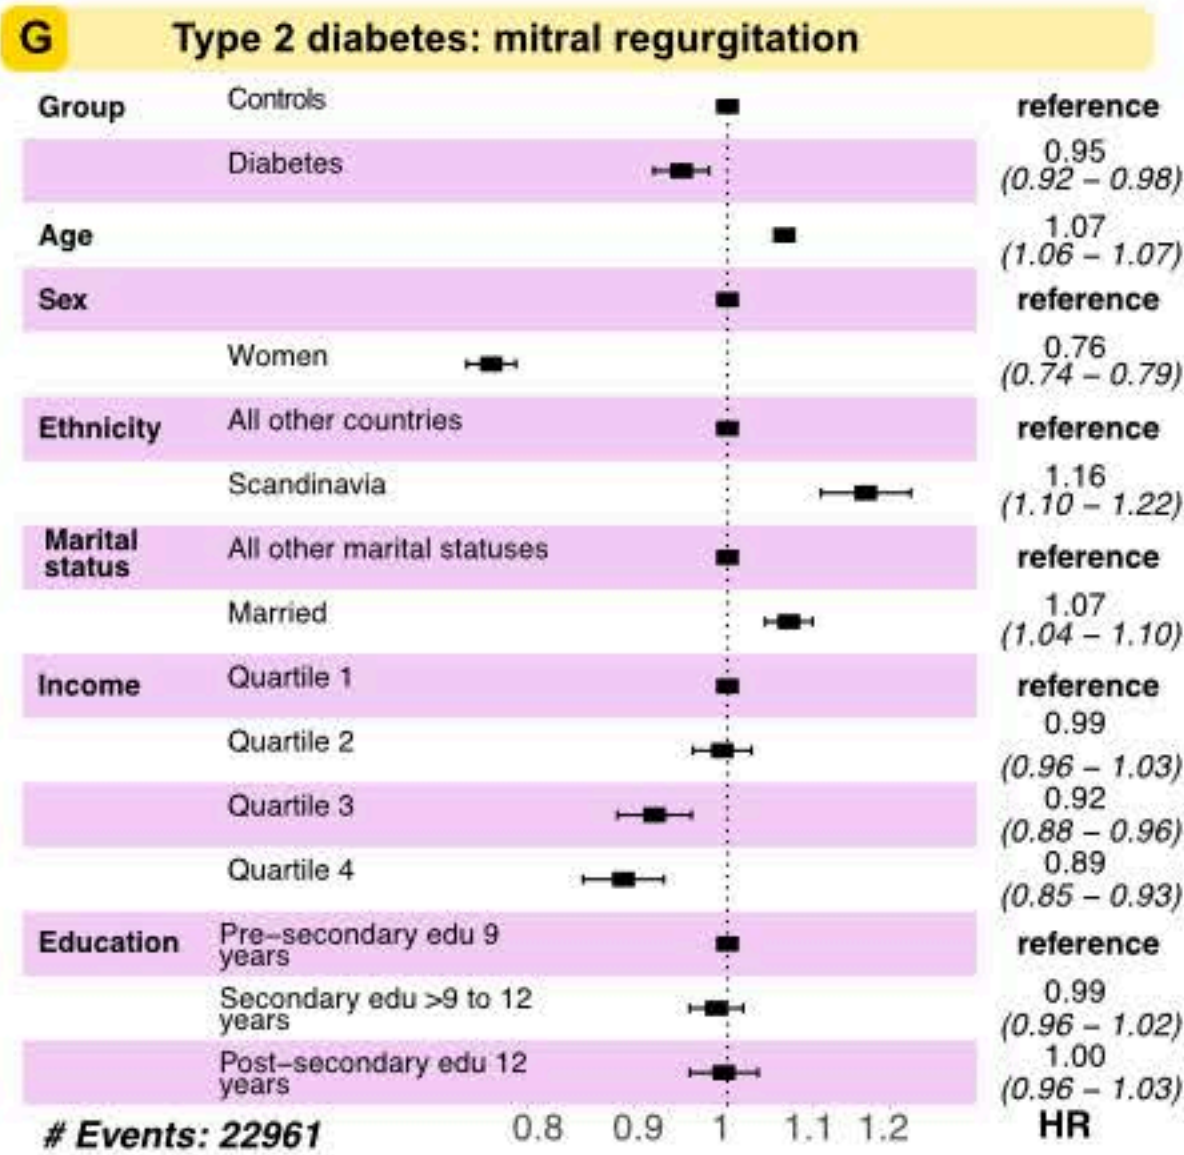 G Type 2 diabetes: mitral regurgitation
Group Controls reference
Diabetes 0.95
(0.92 – 0.98)
Age 1.07
(1.06 – 1.07)
Sex reference
Women 0.76
(0.74 – 0.79)
Ethnicity All other countries reference
Scandinavia 1.16
(1.10 – 1.22)
Marital
status All other marital statuses reference
Married 1.07
(1.04 – 1.10)
Income Quartile 1 reference
Quartile 2 0.99
(0.96 – 1.03)
Quartile 3 0.92
(0.88 – 0.96)
Quartile 4 0.89
(0.85 – 0.93)
Education Pre–secondary edu 9
years reference
Secondary edu >9 to 12
years 0.99
(0.96 – 1.02)
Post–secondary edu 12
years 1.00
(0.96 – 1.03)
# Events: 22961 0.8 0.9 1 1.1 1.2 HR